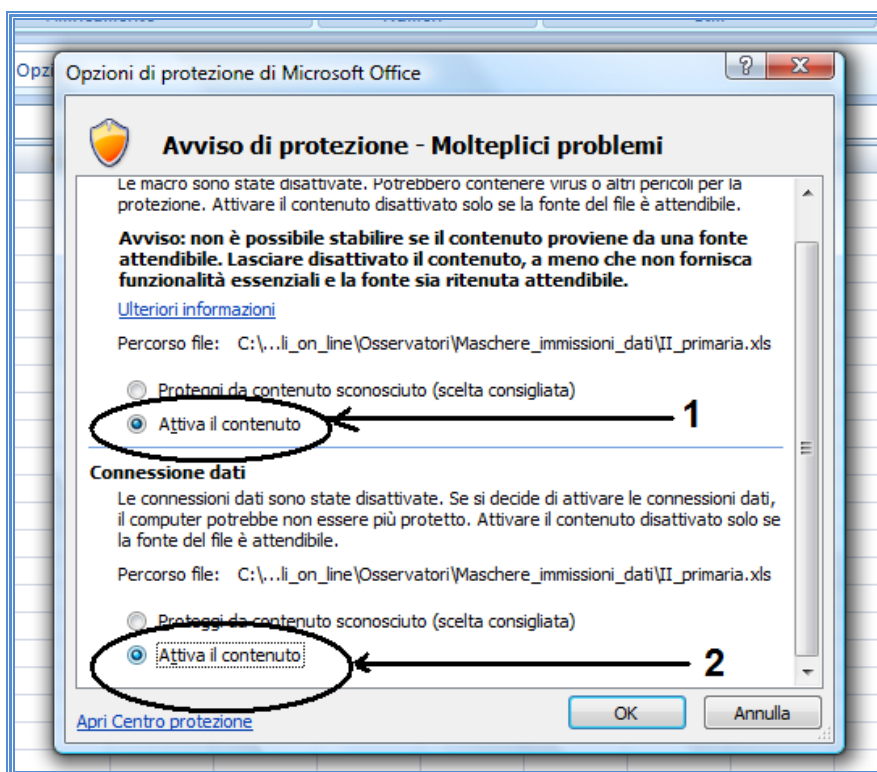 Opzi
Opzioni di protezione di Microsoft Office
Avviso di protezione - Molteplici problemi
Le macro sono state disattivate. Potrebbero contenere virus o altri pericoli per la
protezione. Attivare il contenuto disattivato solo se la fonte del file è attendibile.
Avviso: non è possibile stabilire se il contenuto proviene da una fonte
attendibile. Lasciare disattivato il contenuto, a meno che non fornisca
funzionalità essenziali e la fonte sia ritenuta attendibile.
Ulteriori informazioni
Percorso file: C:\...li_on_line\Osservatori\Maschere_immissioni_dati\II_primaria.xls
Proteggi da contenuto sconosciuto (scelta consigliata)
Attiva il contenuto
1
Connessione dati
Le connessioni dati sono state disattivate. Se si decide di attivare le connessioni dati,
il computer potrebbe non essere più protetto. Attivare il contenuto disattivato solo se
la fonte del file è attendibile.
Percorso file: C:\...li_on_line\Osservatori\Maschere_immissioni_dati\II_primaria.xls
Proteggi da contenuto sconosciuto (scelta consigliata)
Attiva il contenuto
2
Apri Centro protezione
OK
Annulla